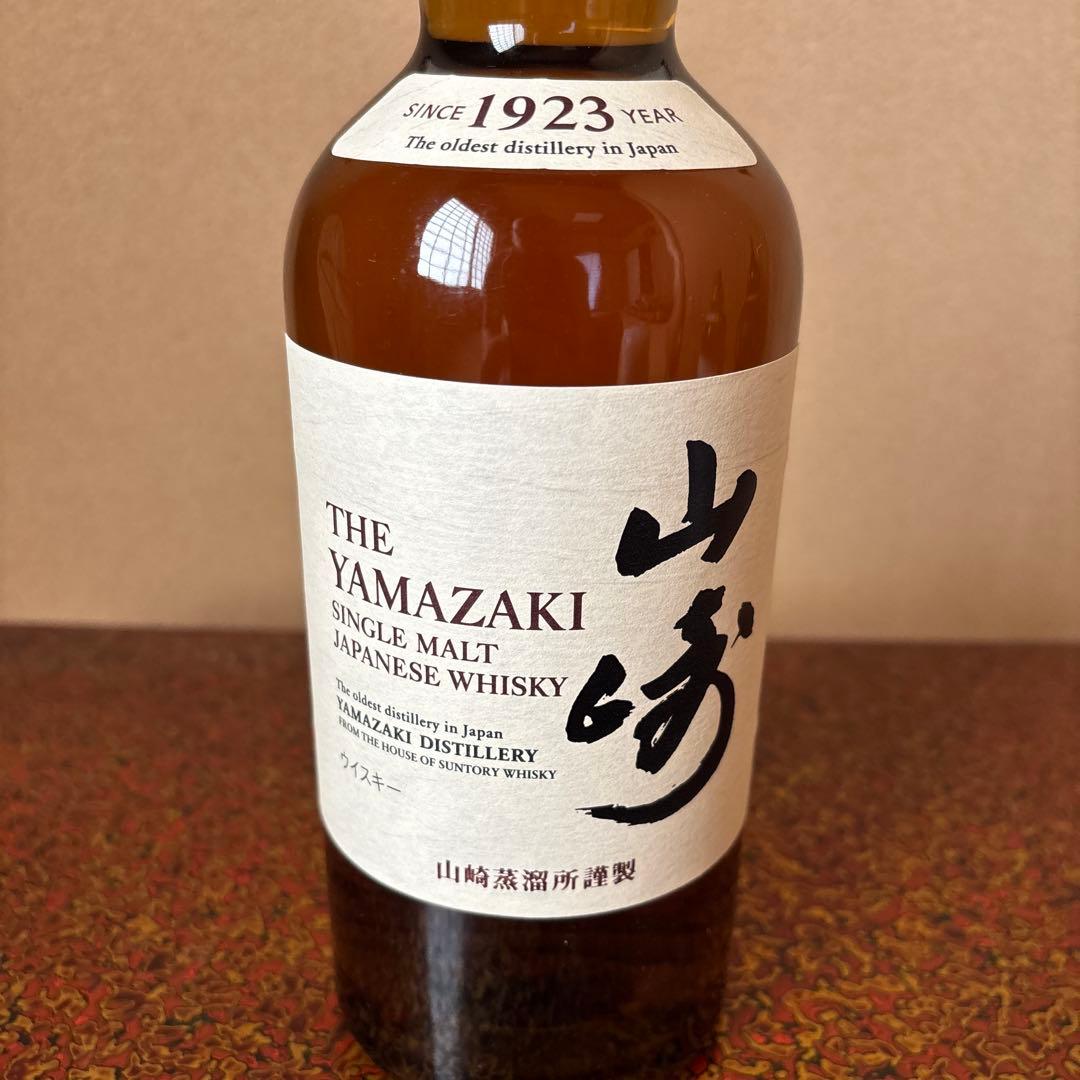 SINCE 1923 YEAR
The oldest distillery in Japan
THE
YAMAZAKI
SINGLE MALT
JAPANESE WHISKY
The oldest distillery in Japan
YAMAZAKI DISTILLERY
FROM THE HOUSE OF SUNTORY WHISKY
ウイスキー
山崎
山崎蒸溜所謹製